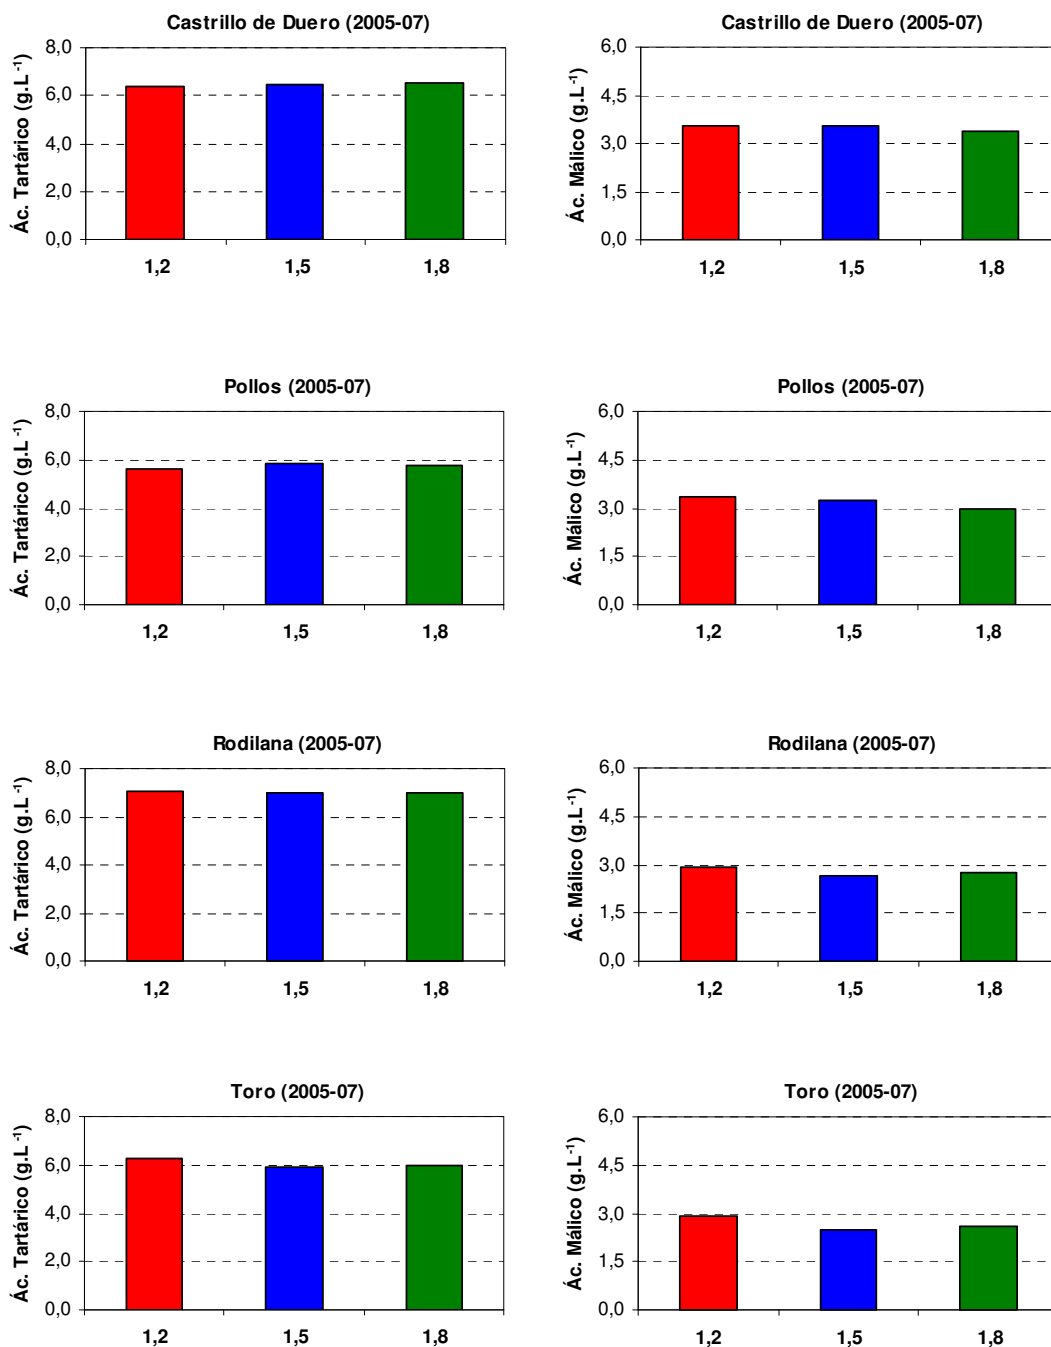 Castrillo de Duero (2005-07)
Ác. Tartárico (g.L⁻¹)
8,0
6,0
4,0
2,0
0,0
1,2 1,5 1,8
Castrillo de Duero (2005-07)
Ác. Málico (g.L⁻¹)
6,0
4,5
3,0
1,5
0,0
1,2 1,5 1,8
Pollos (2005-07)
Ác. Tartárico (g.L⁻¹)
8,0
6,0
4,0
2,0
0,0
1,2 1,5 1,8
Pollos (2005-07)
Ác. Málico (g.L⁻¹)
6,0
4,5
3,0
1,5
0,0
1,2 1,5 1,8
Rodilana (2005-07)
Ác. Tartárico (g.L⁻¹)
8,0
6,0
4,0
2,0
0,0
1,2 1,5 1,8
Rodilana (2005-07)
Ác. Málico (g.L⁻¹)
6,0
4,5
3,0
1,5
0,0
1,2 1,5 1,8
Toro (2005-07)
Ác. Tartárico (g.L⁻¹)
8,0
6,0
4,0
2,0
0,0
1,2 1,5 1,8
Toro (2005-07)
Ác. Málico (g.L⁻¹)
6,0
4,5
3,0
1,5
0,0
1,2 1,5 1,8